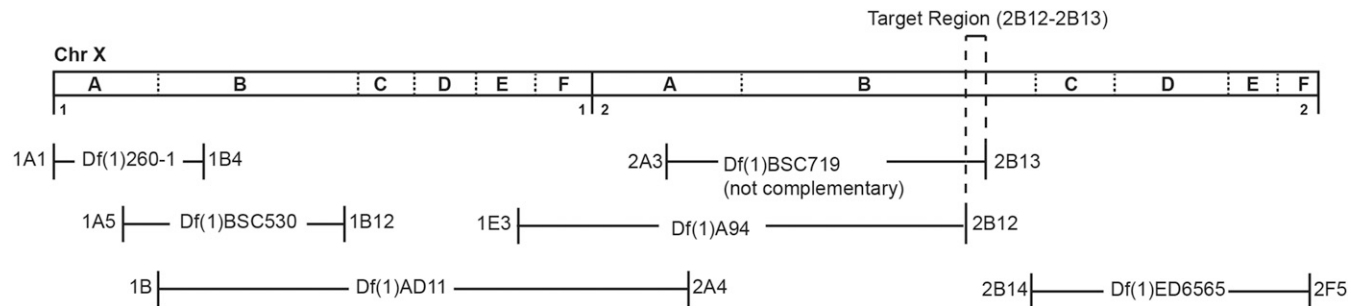 Target Region (2B12-2B13)
Chr X
A B C D E F A B C D E F
1 1 2 2
1A1 Df(1)260-1 1B4 2A3 Df(1)BSC719 2B13
(not complementary)
1A5 Df(1)BSC530 1B12 1E3 Df(1)A94 2B12
1B Df(1)AD11 2A4 2B14 Df(1)ED6565 2F5